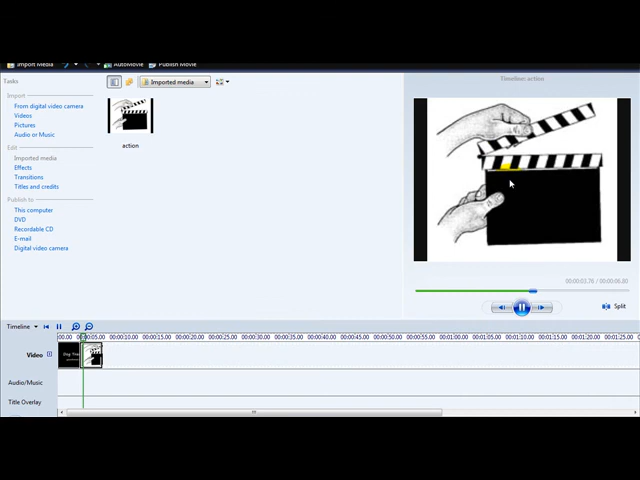 Import Media AutoMovie Publish Movie
Tasks
Imported media
Timeline: action
Import
From digital video camera
Videos
Pictures
Audio or Music
action
Edit
Imported media
Effects
Transitions
Titles and credits
Publish to
This computer
DVD
Recordable CD
E-mail
Digital video camera
00:00:03.76 / 00:00:06.80
Split
Timeline
00:00:05.00 00:00:10.00 00:00:15.00 00:00:20.00 00:00:25.00 00:00:30.00 00:00:35.00 00:00:40.00 00:00:45.00 00:00:50.00 00:00:55.00 00:01:00.00 00:01:05.00 00:01:10.00 00:01:15.00 00:01:20.00 00:01:25.00
Video
Audio/Music
Title Overlay